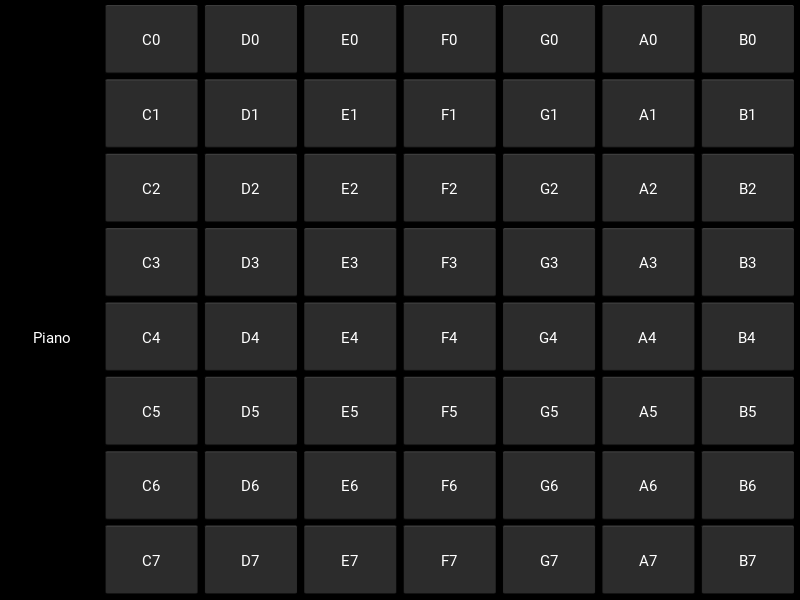 C0 D0 E0 F0 G0 A0 B0
C1 D1 E1 F1 G1 A1 B1
C2 D2 E2 F2 G2 A2 B2
C3 D3 E3 F3 G3 A3 B3
Piano C4 D4 E4 F4 G4 A4 B4
C5 D5 E5 F5 G5 A5 B5
C6 D6 E6 F6 G6 A6 B6
C7 D7 E7 F7 G7 A7 B7